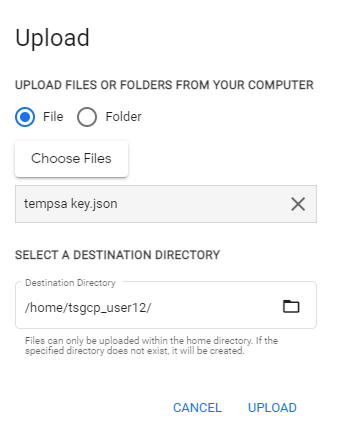 Upload
UPLOAD FILES OR FOLDERS FROM YOUR COMPUTER
File Folder
Choose Files
tempsa key.json
SELECT A DESTINATION DIRECTORY
Destination Directory
/home/tsgcp_user12/
Files can only be uploaded within the home directory. If the
specified directory does not exist, it will be created.
CANCEL UPLOAD